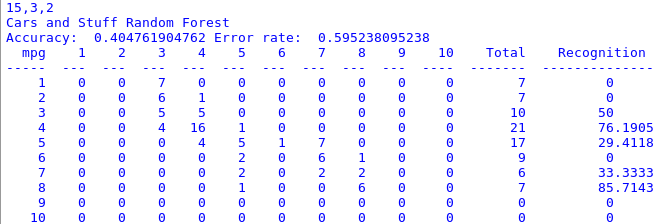 15,3,2
Cars and Stuff Random Forest
Accuracy:  0.404761904762 Error rate:  0.595238095238
  mpg    1    2    3    4    5    6    7    8    9   10    Total    Recognition
-----  ---  ---  ---  ---  ---  ---  ---  ---  ---  ----  -------  --------------
    1    0    0    7    0    0    0    0    0    0    0        7          0
    2    0    0    6    1    0    0    0    0    0    0        7          0
    3    0    0    5    5    0    0    0    0    0    0       10         50
    4    0    0    4   16    1    0    0    0    0    0       21         76.1905
    5    0    0    0    4    5    1    7    0    0    0       17         29.4118
    6    0    0    0    0    2    0    6    1    0    0        9          0
    7    0    0    0    0    2    0    2    2    0    0        6         33.3333
    8    0    0    0    0    1    0    0    6    0    0        7         85.7143
    9    0    0    0    0    0    0    0    0    0    0        0          0
   10    0    0    0    0    0    0    0    0    0    0        0          0